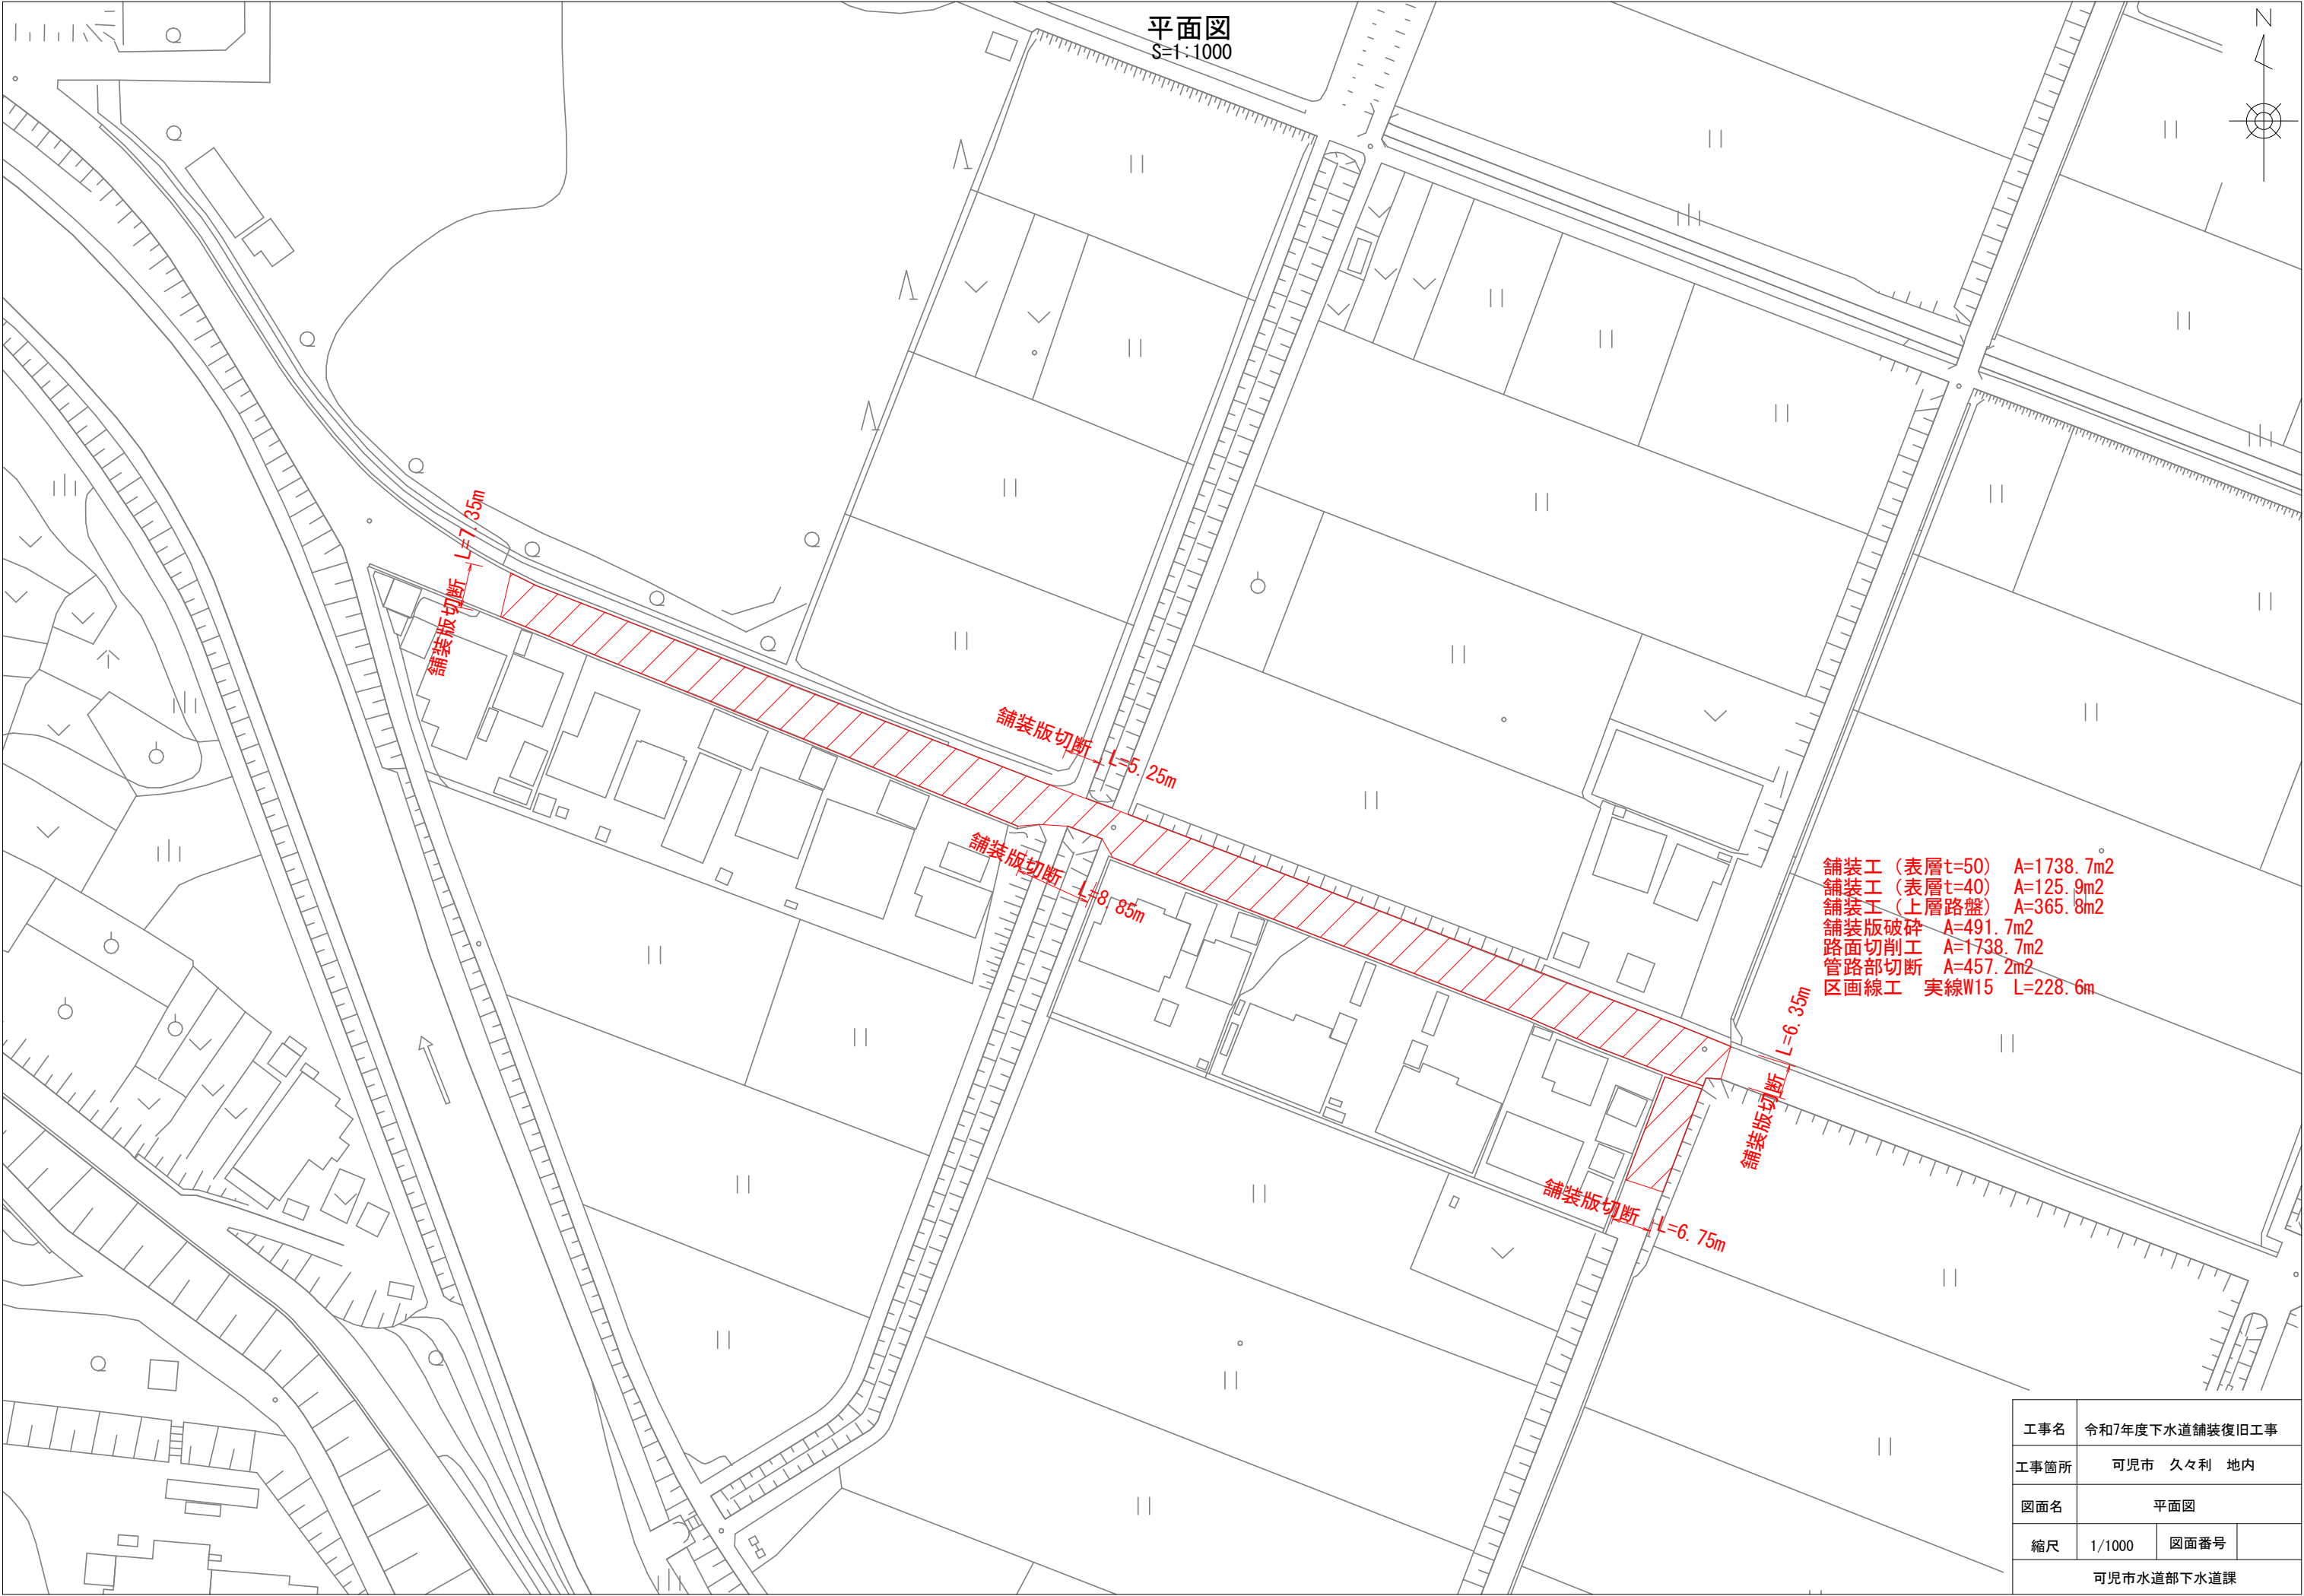 平面図
S=1:1000
N
舗装版切断 L=7.35m
舗装版切断 L=5.25m
舗装版切断 L=8.85m
舗装工（表層t=50） A=1738.7m2
舗装工（表層t=40） A=125.9m2
舗装工（上層路盤） A=365.8m2
舗装版破砕 A=491.7m2
路面切削工 A=1738.7m2
管路部切断 A=457.2m2
区画線工 実線W15 L=228.6m
舗装版切断 L=6.35m
舗装版切断 L=6.75m
工事名 令和7年度下水道舗装復旧工事
工事箇所 可児市 久々利 地内
図面名 平面図
縮尺 1/1000 図面番号
可児市水道部下水道課